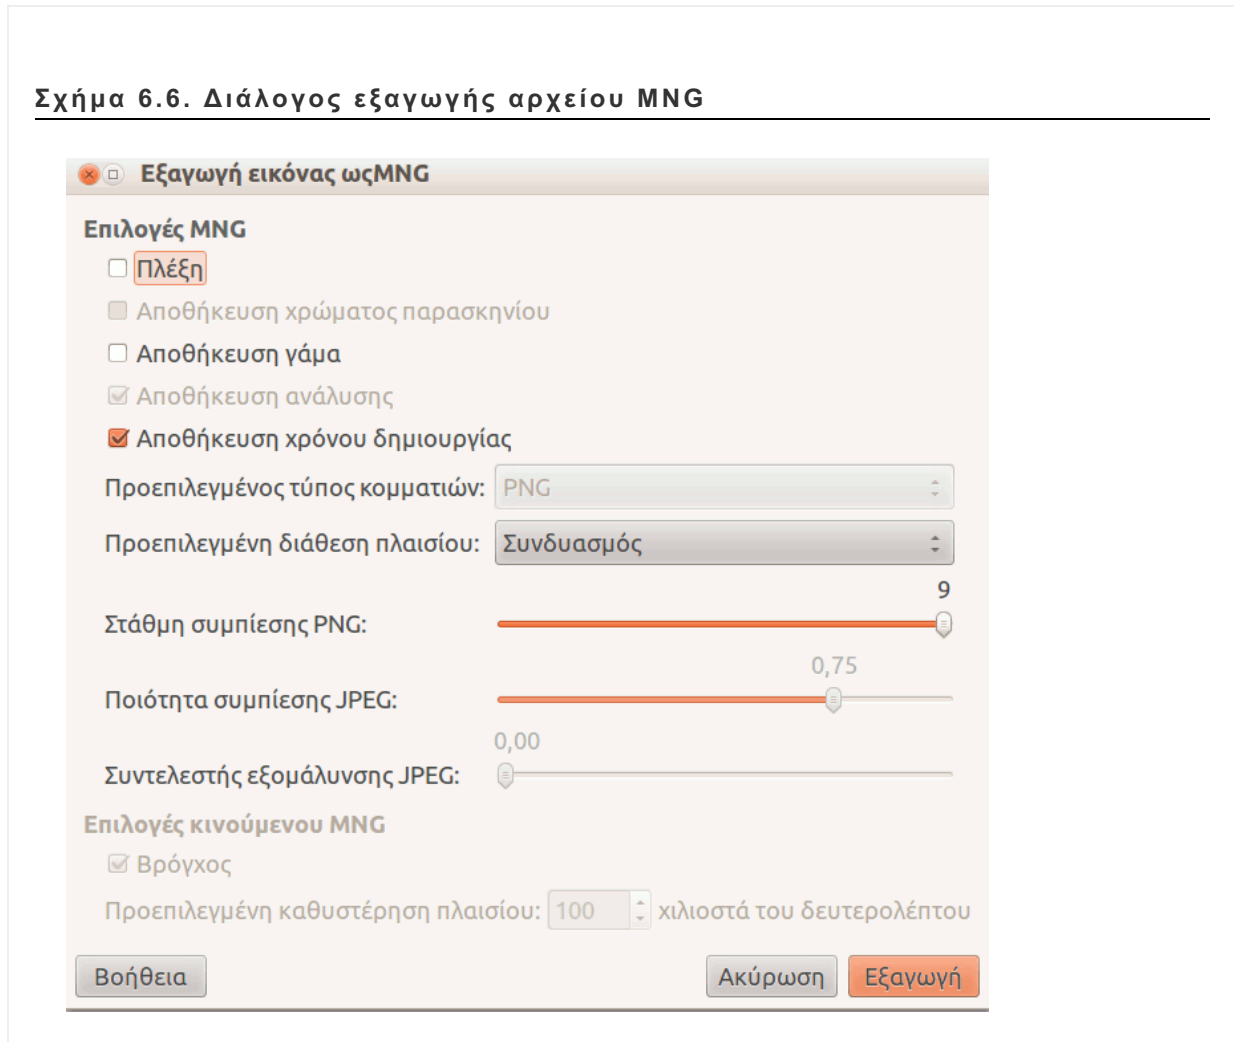 Σχήμα 6.6. Διάλογος εξαγωγής αρχείου MNG
Εξαγωγή εικόνας ωςMNG
Επιλογές MNG
Πλέξη
Αποθήκευση χρώματος παρασκηνίου
Αποθήκευση γάμα
Αποθήκευση ανάλυσης
Αποθήκευση χρόνου δημιουργίας
Προεπιλεγμένος τύπος κομματιών: PNG
Προεπιλεγμένη διάθεση πλαισίου: Συνδυασμός
9
Στάθμη συμπίεσης PNG:
0,75
Ποιότητα συμπίεσης JPEG:
0,00
Συντελεστής εξομάλυνσης JPEG:
Επιλογές κινούμενου MNG
Βρόγχος
Προεπιλεγμένη καθυστέρηση πλαισίου: 100 χιλιοστά του δευτερολέπτου
Βοήθεια Ακύρωση Εξαγωγή